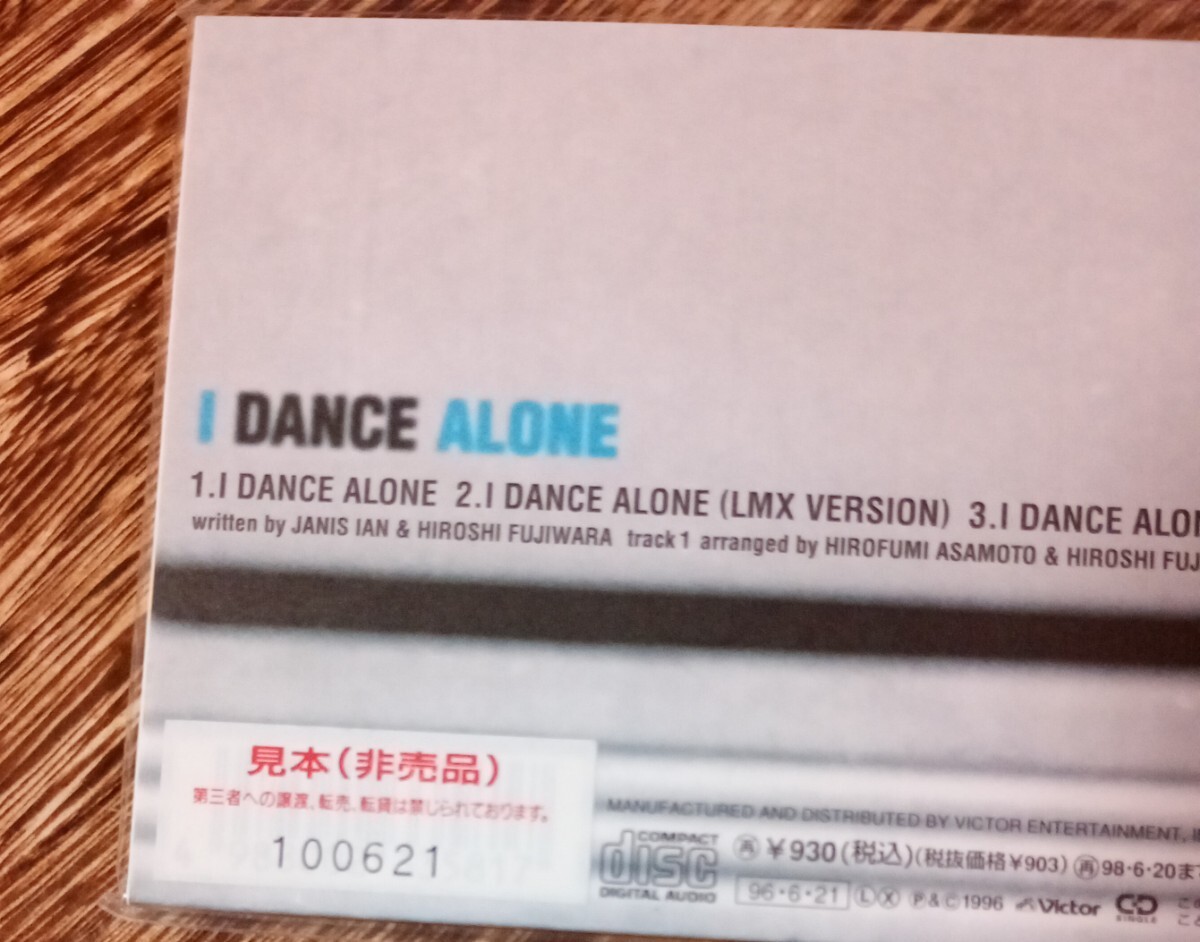 I DANCE ALONE
1.I DANCE ALONE 2.I DANCE ALONE (LMX VERSION) 3.I DANCE ALON
written by JANIS IAN & HIROSHI FUJIWARA track 1 arranged by HIROFUMI ASAMOTO & HIROSHI FUJ
見本(非売品)
第三者への譲渡、転売、転貸は禁じられております。
100621
MANUFACTURED AND DISTRIBUTED BY VICTOR ENTERTAINMENT,
COMPACT disc DIGITAL AUDIO
再 ¥930(税込)(税抜価格¥903) 再 98・6・20ま
96・6・21 L X P&C1996 Victor CD SINGLE